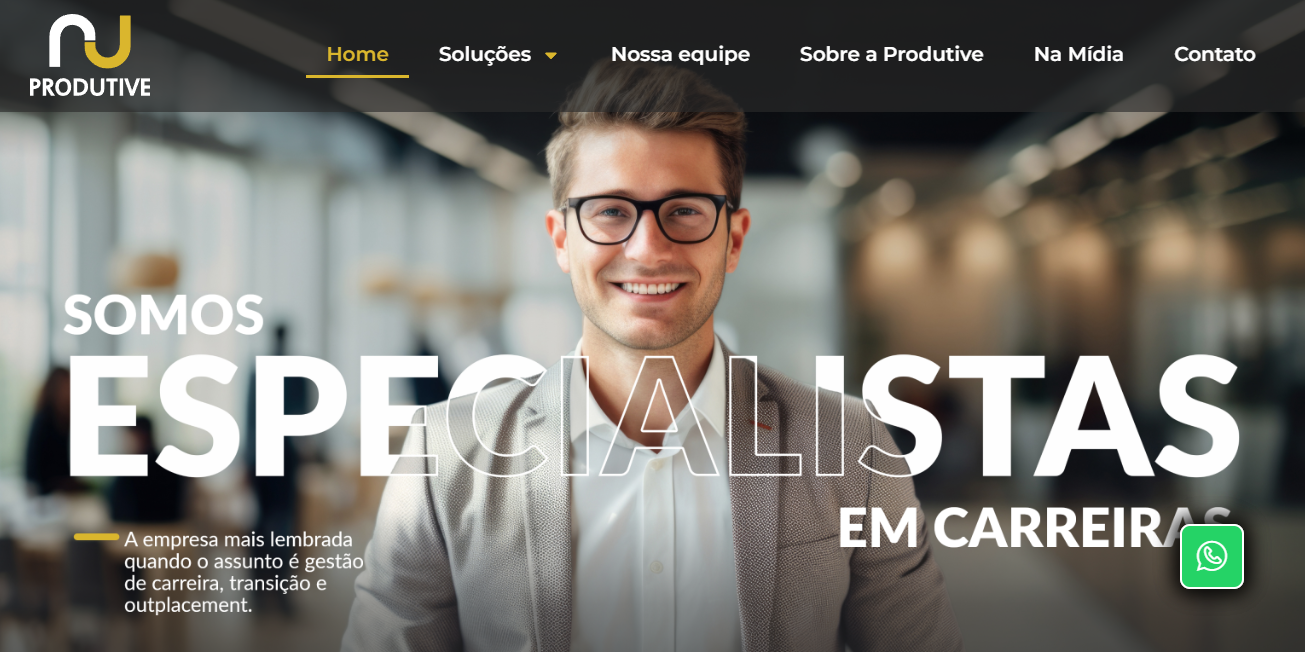 PRODUTIVE
Home Soluções Nossa equipe Sobre a Produtive Na Mídia Contato
SOMOS
ESPECIALISTAS
EM CARREIRAS
A empresa mais lembrada
quando o assunto é gestão
de carreira, transição e
outplacement.